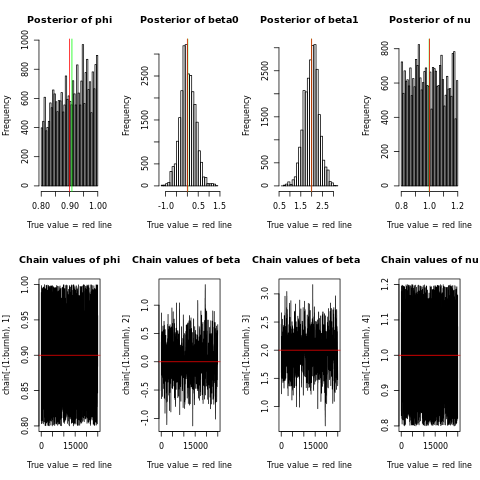 Posterior of phi
Posterior of beta0
Posterior of beta1
Posterior of nu
Frequency
0 200 400 600 800 1000
0.80 0.90 1.00
True value = red line
Frequency
0 500 1500 2500
-1.0 0.5 1.5
True value = red line
Frequency
0 500 1500 2500
0.5 1.5 2.5
True value = red line
Frequency
0 200 400 600 800
0.8 1.0 1.2
True value = red line
Chain values of phi
Chain values of beta
Chain values of beta
Chain values of nu
chain[-(1:burnIn), 1]
0.80 0.85 0.90 0.95 1.00
0 15000
True value = red line
chain[-(1:burnIn), 2]
-1.0 -0.5 0.0 0.5 1.0
0 15000
True value = red line
chain[-(1:burnIn), 3]
1.0 1.5 2.0 2.5 3.0
0 15000
True value = red line
chain[-(1:burnIn), 4]
0.8 0.9 1.0 1.1 1.2
0 15000
True value = red line